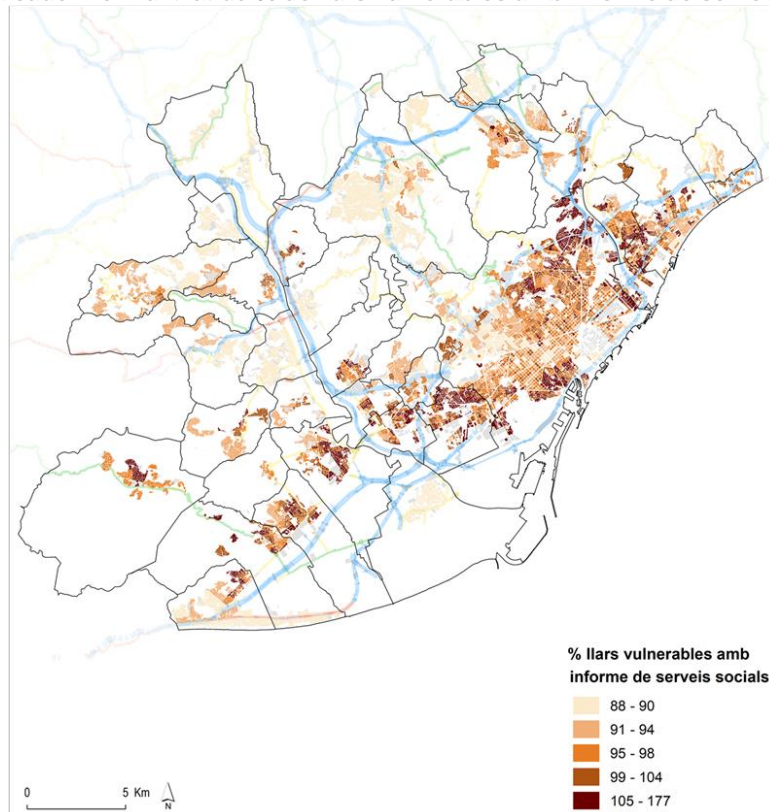 % llars vulnerables amb
informe de serveis socials
88 - 90
91 - 94
95 - 98
99 - 104
105 - 177
0 5 Km
N